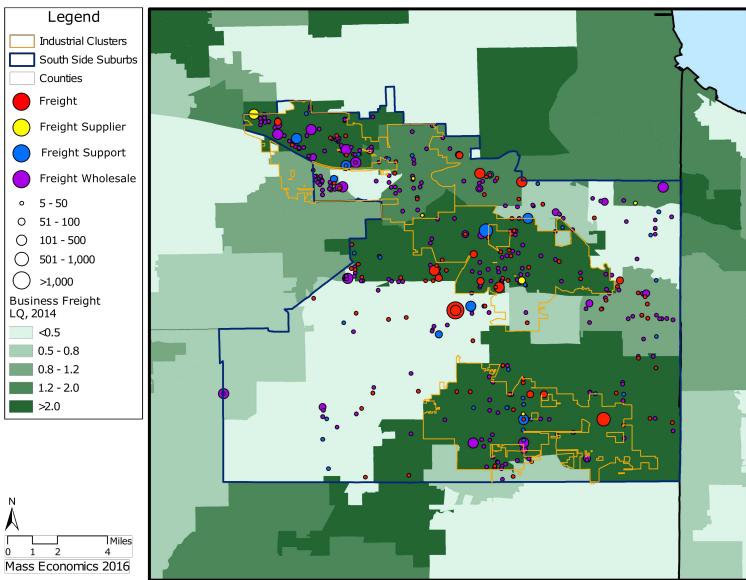 Legend
Industrial Clusters
South Side Suburbs
Counties
Freight
Freight Supplier
Freight Support
Freight Wholesale
5 - 50
51 - 100
101 - 500
501 - 1,000
>1,000
Business Freight
LQ, 2014
<0.5
0.5 - 0.8
0.8 - 1.2
1.2 - 2.0
>2.0
N
Miles
0 1 2 4
Mass Economics 2016